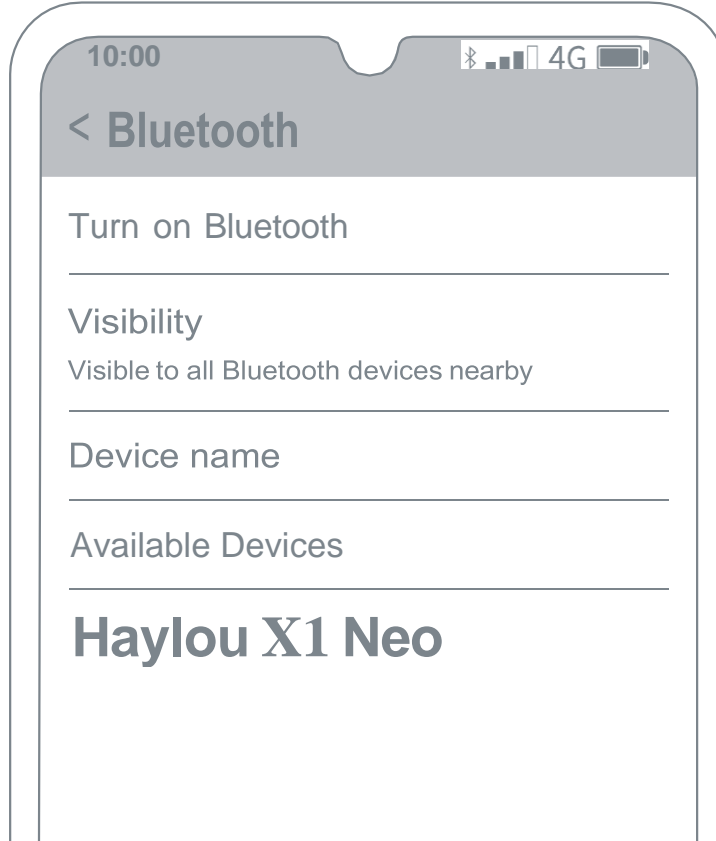 10:00 4G
< Bluetooth
Turn on Bluetooth
Visibility
Visible to all Bluetooth devices nearby
Device name
Available Devices
Haylou X1 Neo